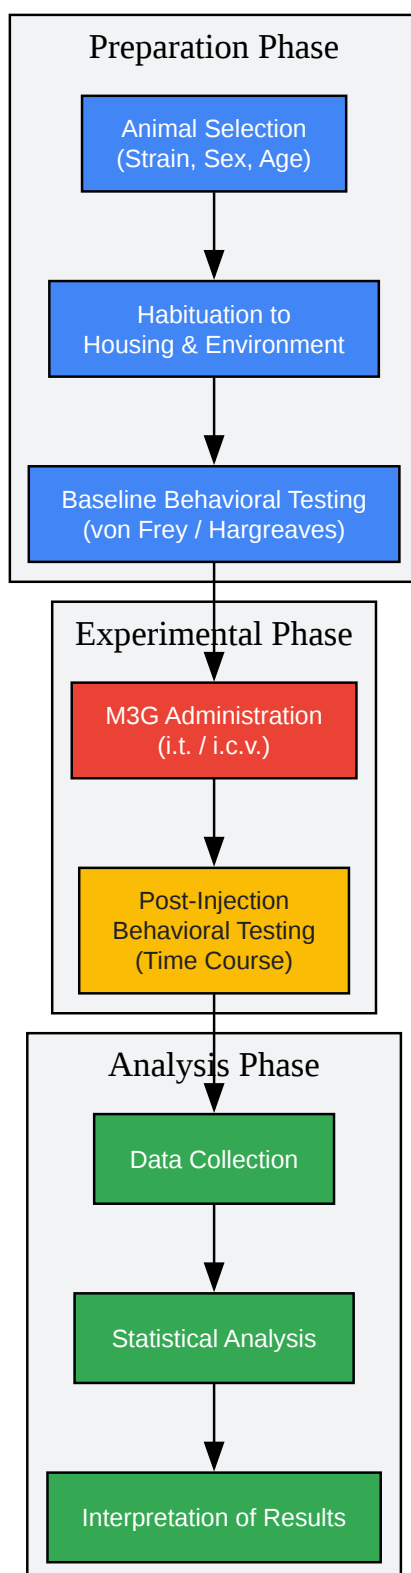 Preparation Phase
Animal Selection
(Strain, Sex, Age)
Habituation to
Housing & Environment
Baseline Behavioral Testing
(von Frey / Hargreaves)
Experimental Phase
M3G Administration
(i.t. / i.c.v.)
Post-Injection
Behavioral Testing
(Time Course)
Analysis Phase
Data Collection
Statistical Analysis
Interpretation of Results